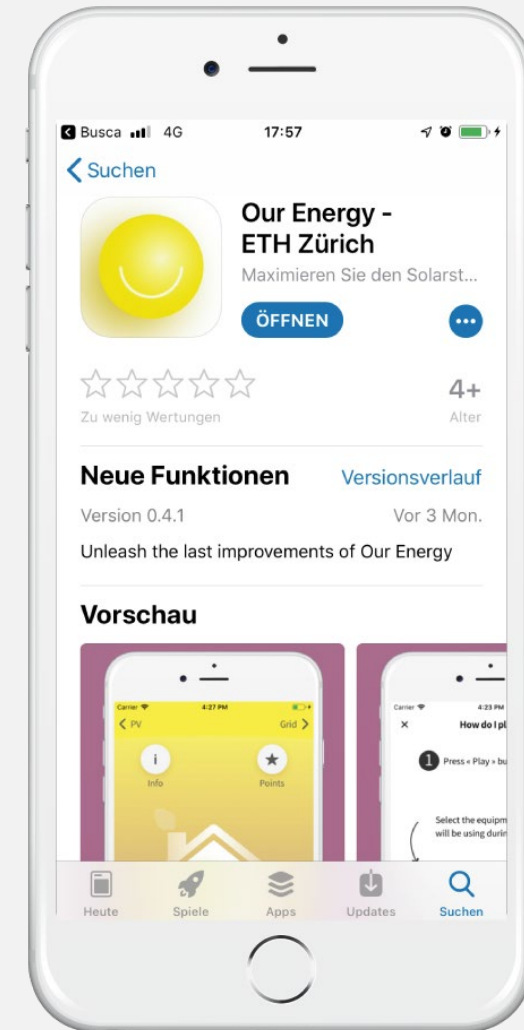 Busca 4G 17:57
Suchen
Our Energy -
ETH Zürich
Maximieren Sie den Solarst...
ÖFFNEN
4+
Zu wenig Wertungen Alter
Neue Funktionen Versionsverlauf
Version 0.4.1 Vor 3 Mon.
Unleash the last improvements of Our Energy
Vorschau
Carrier 4:27 PM
PV Grid
Info Points
Carrier 4:23 PM
How do I pl
1 Press « Play » bu
Select the equipm
will be using durin
Heute Spiele Apps Updates Suchen